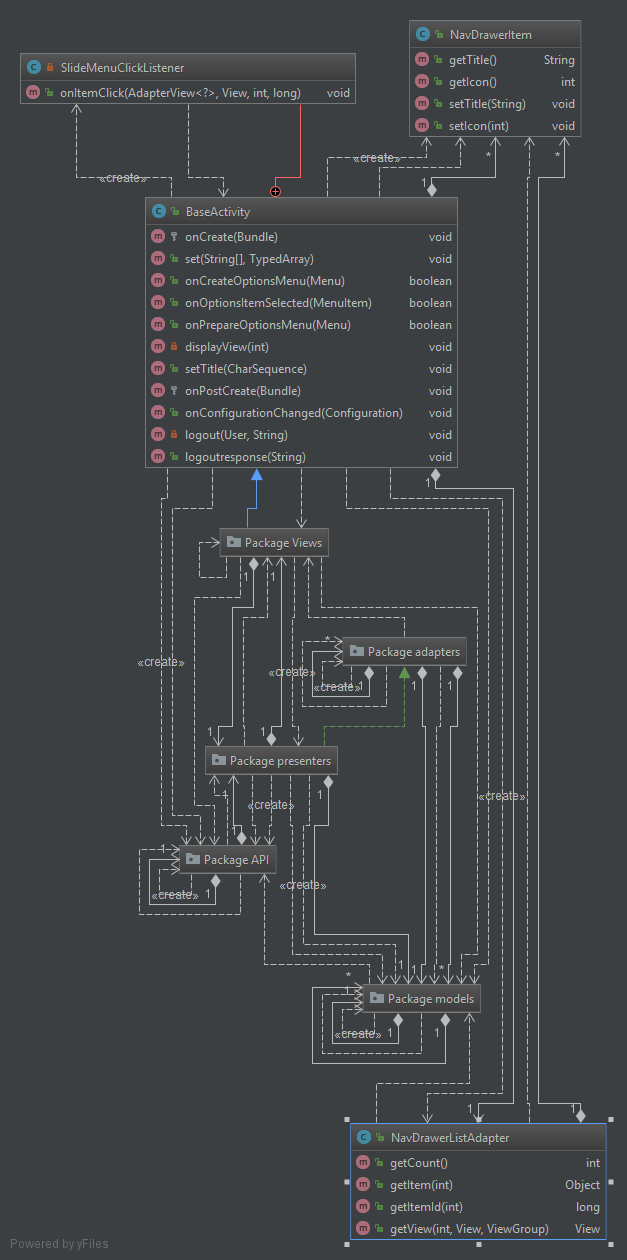 NavDrawerItem
getTitle() String
getIcon() int
setTitle(String) void
setIcon(int) void
SlideMenuClickListener
onItemClick(AdapterView<?>, View, int, long) void
«create»
«create»
*
*
1
1
BaseActivity
onCreate(Bundle) void
set(String[], TypedArray) void
onCreateOptionsMenu(Menu) boolean
onOptionsItemSelected(MenuItem) boolean
onPrepareOptionsMenu(Menu) boolean
displayView(int) void
setTitle(CharSequence) void
onPostCreate(Bundle) void
onConfigurationChanged(Configuration) void
logout(User, String) void
logoutresponse(String) void
1
Package Views
1
*
Package adapters
«create»
«create»
«create»
1
1
1
1
1
Package presenters
1
«create»
«create»
1
1
Package API
«create»
«create»
1
1
1
*
*
1
Package models
«create»
1
1
1
1
NavDrawerListAdapter
getCount() int
getItem(int) Object
getItemId(int) long
getView(int, View, ViewGroup) View
Powered by yFiles